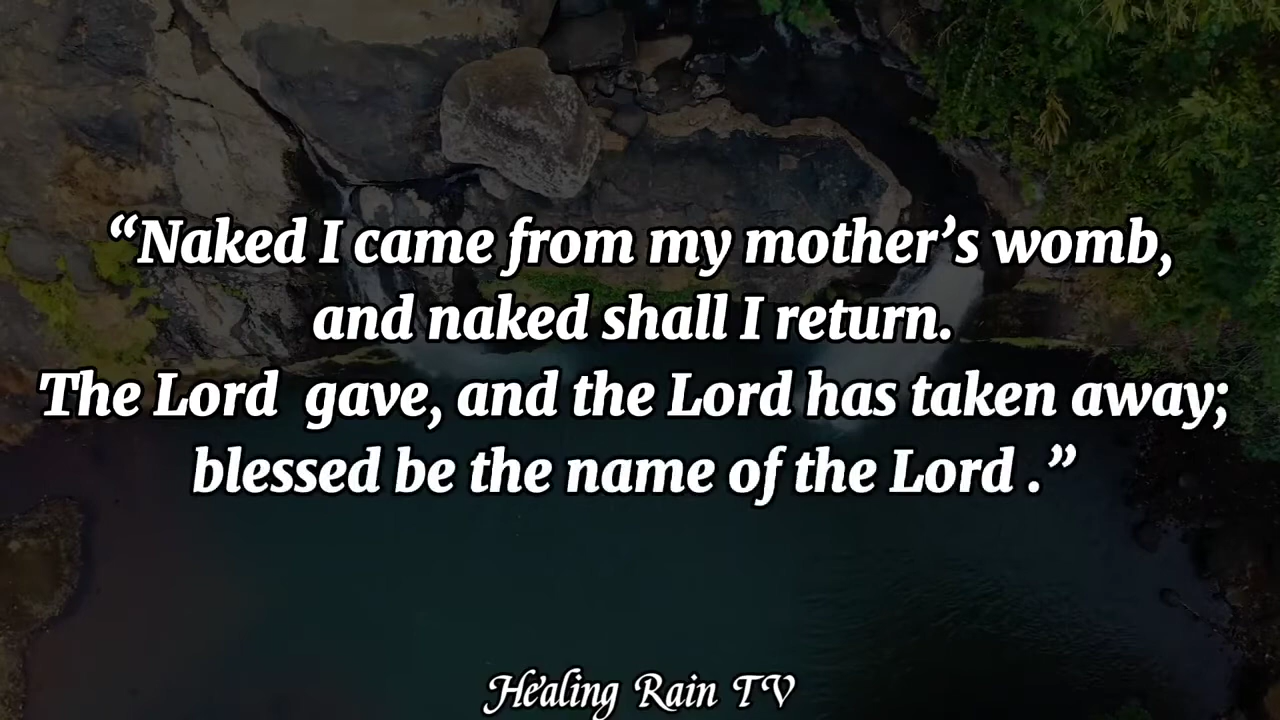 “Naked I came from my mother’s womb,
and naked shall I return.
The Lord  gave, and the Lord has taken away;
blessed be the name of the Lord .”
Healing Rain TV